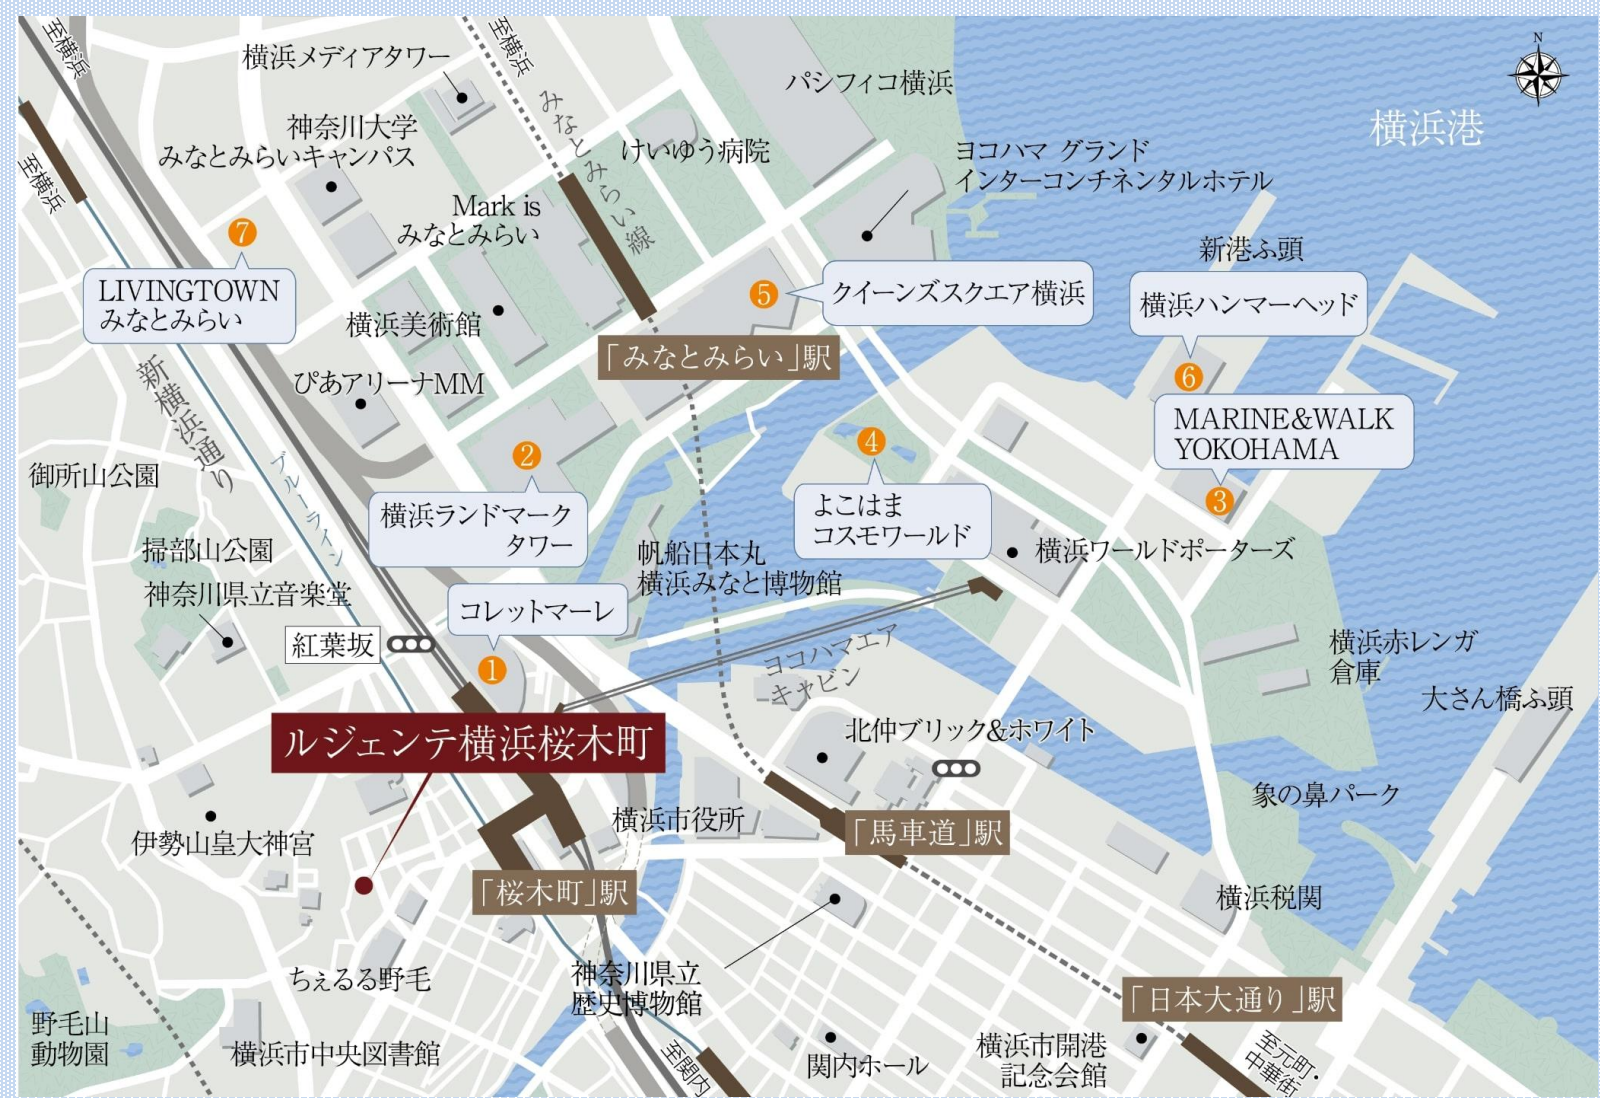 至横浜
至横浜
至横浜
横浜メディアタワー
神奈川大学
みなとみらいキャンパス
みなとみらい線
けいゆう病院
パシフィコ横浜
N
横浜港
ヨコハマ グランド
インターコンチネンタルホテル
Mark is
みなとみらい
7
LIVINGTOWN
みなとみらい
新港ふ頭
5
クイーンズスクエア横浜
横浜ハンマーヘッド
6
横浜美術館
「みなとみらい」駅
ぴあアリーナMM
新横浜通り
ブルーライン
MARINE&WALK
YOKOHAMA
3
2
横浜ランドマーク
タワー
4
よこはま
コスモワールド
御所山公園
掃部山公園
神奈川県立音楽堂
帆船日本丸
横浜みなと博物館
横浜ワールドポーターズ
コレットマーレ
1
紅葉坂
ヨコハマエア
キャビン
横浜赤レンガ
倉庫
大さん橋ふ頭
ルジェンテ横浜桜木町
北仲ブリック&ホワイト
象の鼻パーク
伊勢山皇大神宮
横浜市役所
「馬車道」駅
「桜木町」駅
横浜税関
ちぇるる野毛
神奈川県立
歴史博物館
「日本大通り」駅
野毛山
動物園
横浜市中央図書館
至関内
関内ホール
横浜市開港
記念会館
至元町・
中華街